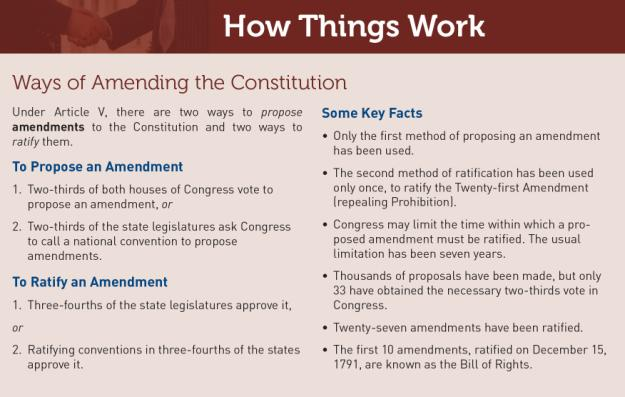 How Things Work
Ways of Amending the Constitution
Under Article V, there are two ways to propose
amendments to the Constitution and two ways to
ratify them.
To Propose an Amendment
1. Two-thirds of both houses of Congress vote to
propose an amendment, or
2. Two-thirds of the state legislatures ask Congress
to call a national convention to propose
amendments.
To Ratify an Amendment
1. Three-fourths of the state legislatures approve it,
or
2. Ratifying conventions in three-fourths of the states
approve it.
Some Key Facts
• Only the first method of proposing an amendment
has been used.
• The second method of ratification has been used
only once, to ratify the Twenty-first Amendment
(repealing Prohibition).
• Congress may limit the time within which a pro-
posed amendment must be ratified. The usual
limitation has been seven years.
• Thousands of proposals have been made, but only
33 have obtained the necessary two-thirds vote in
Congress.
• Twenty-seven amendments have been ratified.
• The first 10 amendments, ratified on December 15,
1791, are known as the Bill of Rights.